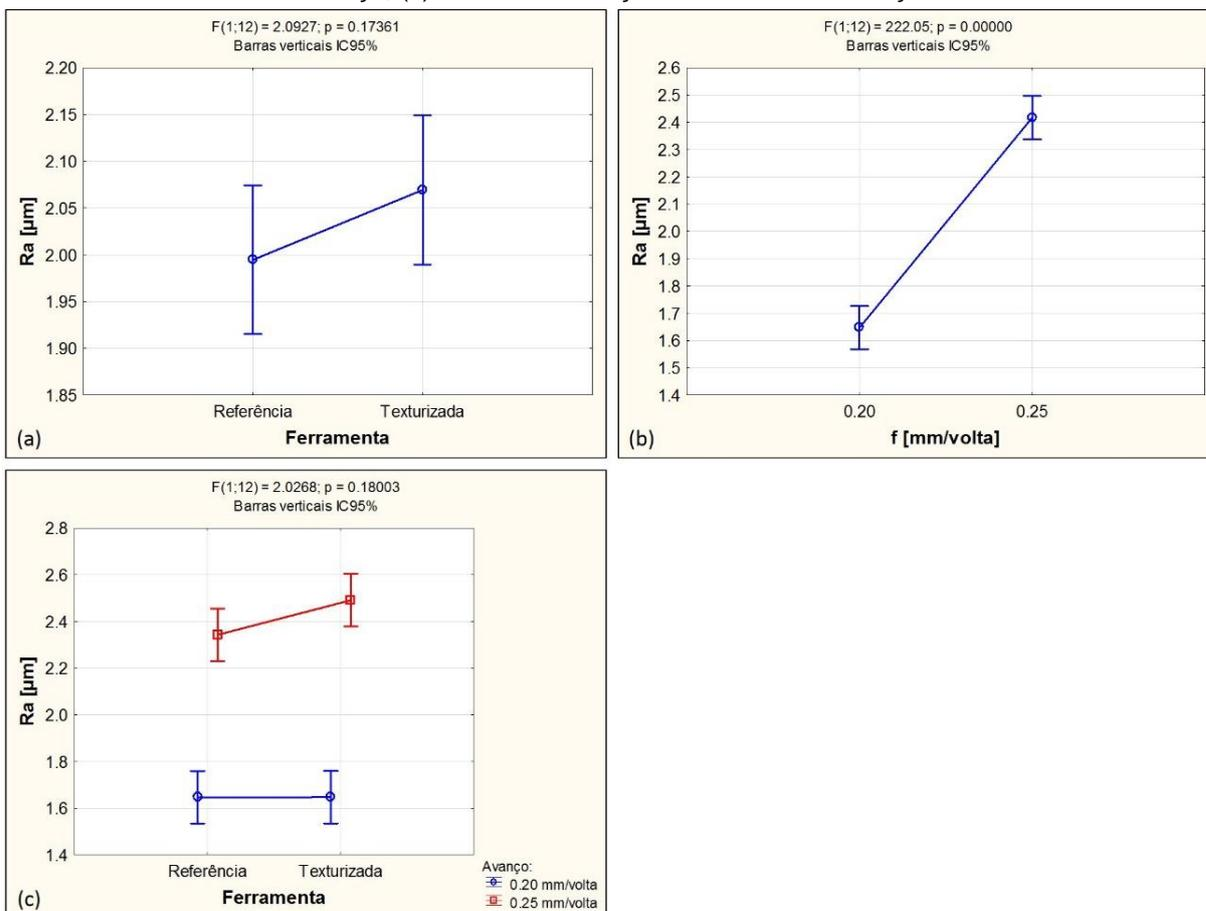 F(1;12) = 2.0927; p = 0.17361
Barras verticais IC95%
2.20
2.15
2.10
2.05
2.00
1.95
1.90
1.85
Ra [µm]
Referência Texturizada
Ferramenta
(a)
F(1;12) = 222.05; p = 0.00000
Barras verticais IC95%
2.6
2.5
2.4
2.3
2.2
2.1
2.0
1.9
1.8
1.7
1.6
1.5
1.4
Ra [µm]
0.20 0.25
f [mm/volta]
(b)
F(1;12) = 2.0268; p = 0.18003
Barras verticais IC95%
2.8
2.6
2.4
2.2
2.0
1.8
1.6
1.4
Ra [µm]
Referência Texturizada
Ferramenta
(c)
Avanço:
0.20 mm/volta
0.25 mm/volta